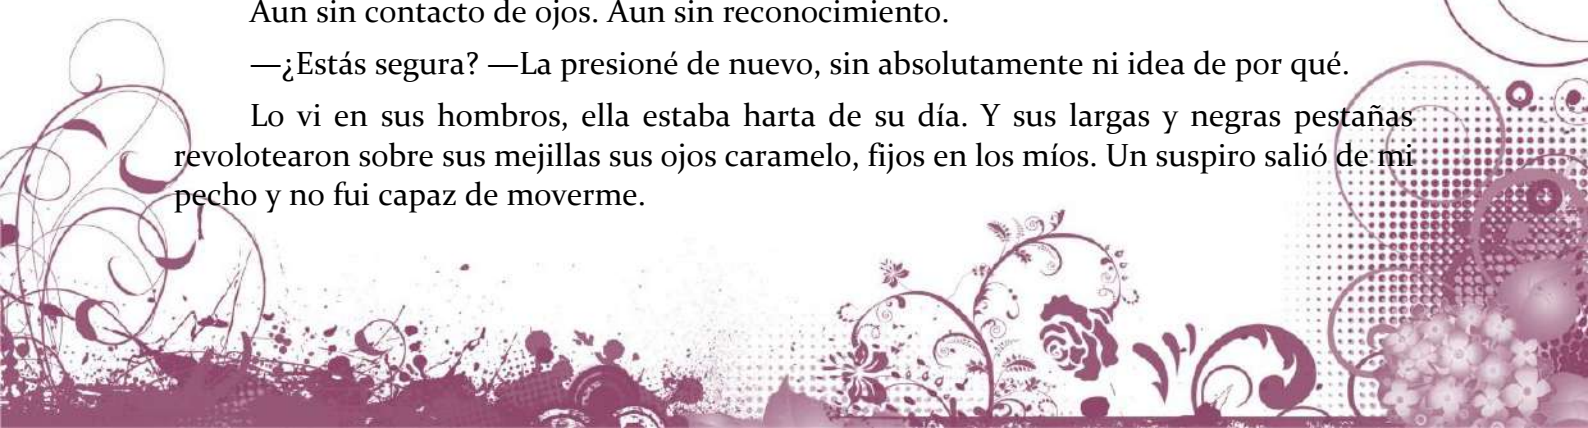 Aun sin contacto de ojos. Aun sin reconocimiento.
—¿Estás segura? —La presioné de nuevo, sin absolutamente ni idea de por qué.
Lo vi en sus hombros, ella estaba harta de su día. Y sus largas y negras pestañas
revolotearon sobre sus mejillas sus ojos caramelo, fijos en los míos. Un suspiro salió de mi
pecho y no fui capaz de moverme.